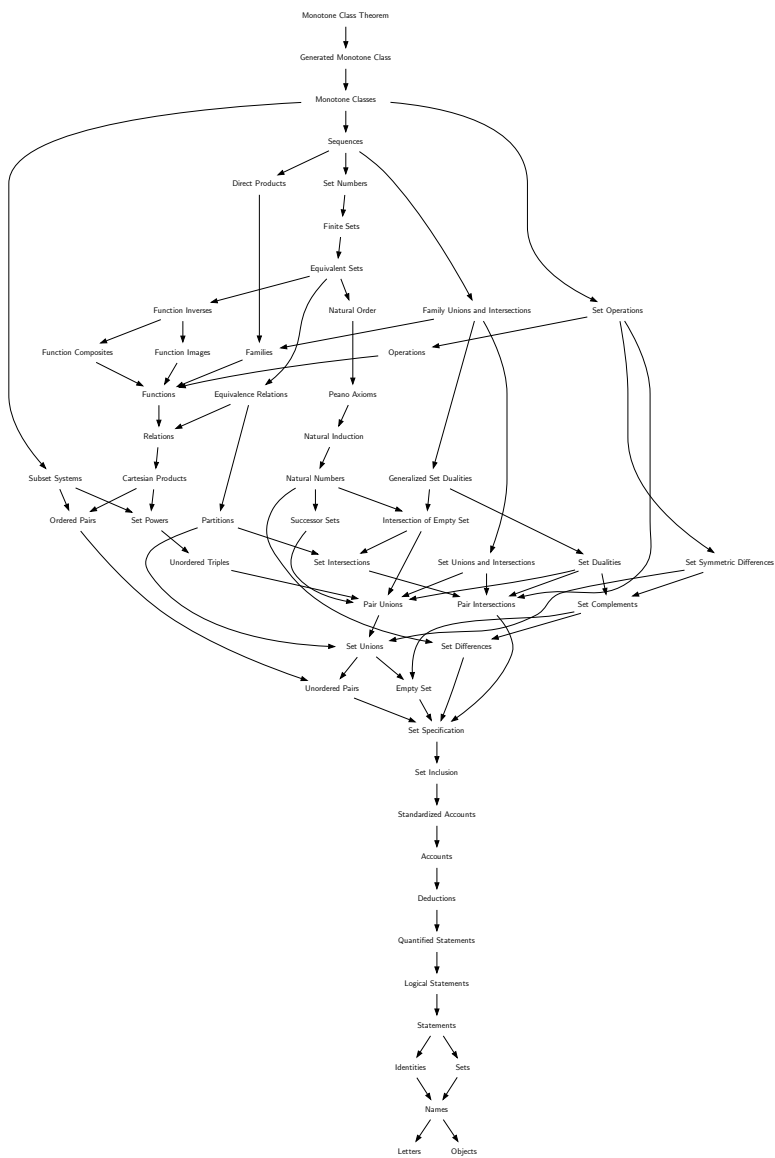 Monotone Class Theorem
Generated Monotone Class
Monotone Classes
Sequences
Direct Products
Set Numbers
Finite Sets
Equivalent Sets
Function Inverses
Natural Order
Family Unions and Intersections
Set Operations
Function Composites
Function Images
Families
Operations
Functions
Equivalence Relations
Peano Axioms
Relations
Natural Induction
Subset Systems
Cartesian Products
Natural Numbers
Generalized Set Dualities
Ordered Pairs
Set Powers
Partitions
Successor Sets
Intersection of Empty Set
Unordered Triples
Set Intersections
Set Unions and Intersections
Set Dualities
Set Symmetric Differences
Pair Unions
Pair Intersections
Set Complements
Set Unions
Set Differences
Unordered Pairs
Empty Set
Set Specification
Set Inclusion
Standardized Accounts
Accounts
Deductions
Quantified Statements
Logical Statements
Statements
Identities
Sets
Names
Letters
Objects